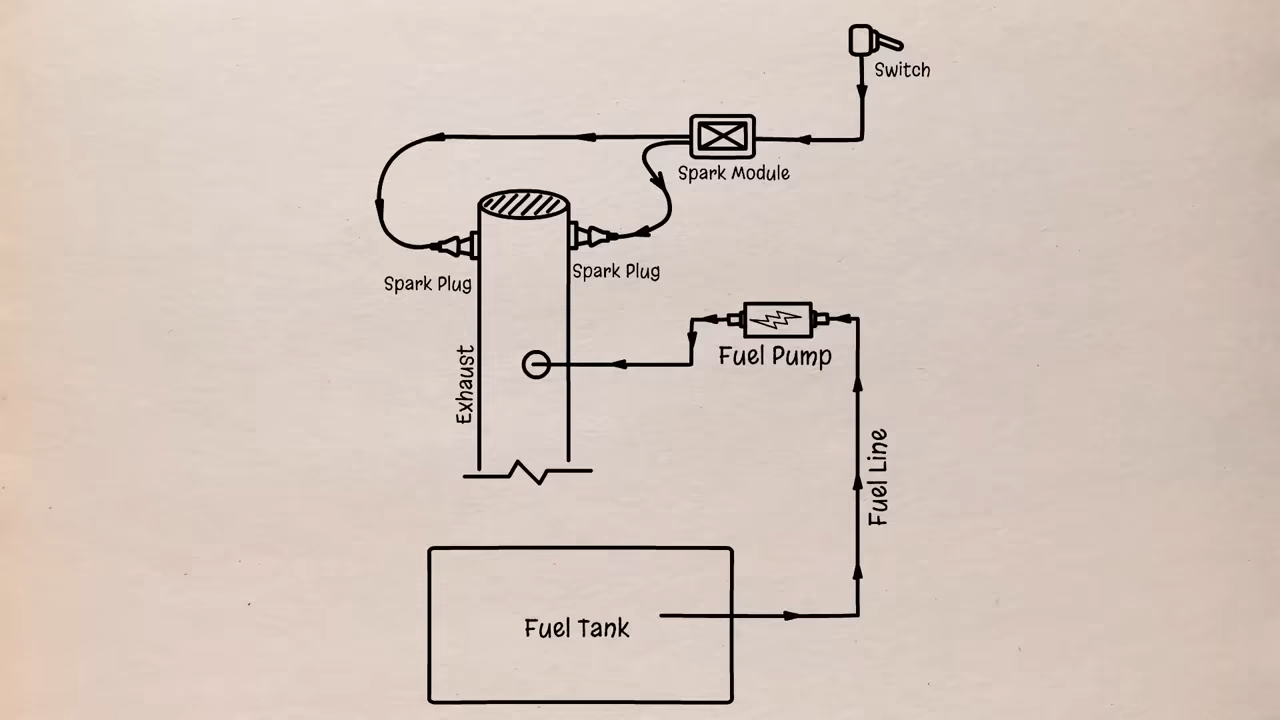 Switch
Spark Module
Spark Plug
Spark Plug
Exhaust
Fuel Pump
Fuel Line
Fuel Tank